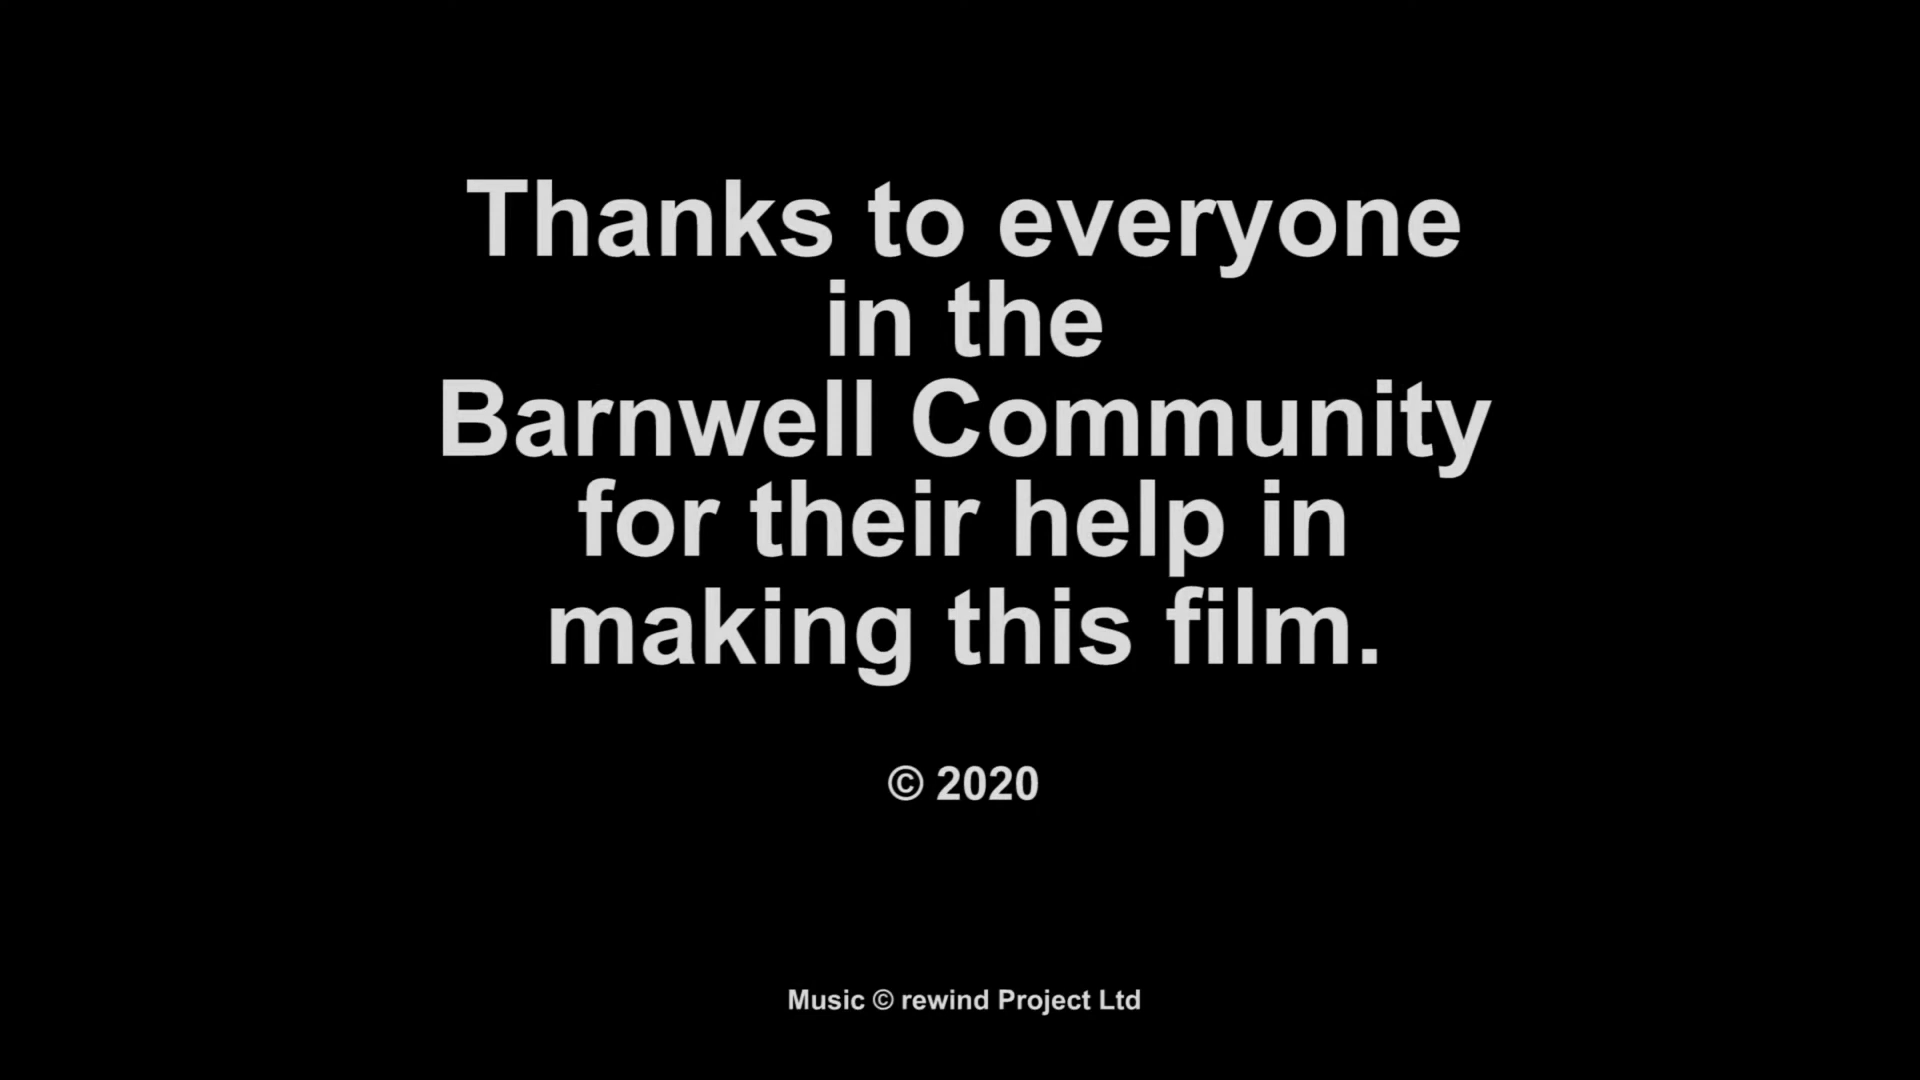 Thanks to everyone
in the
Barnwell Community
for their help in
making this film.
© 2020
Music © rewind Project Ltd